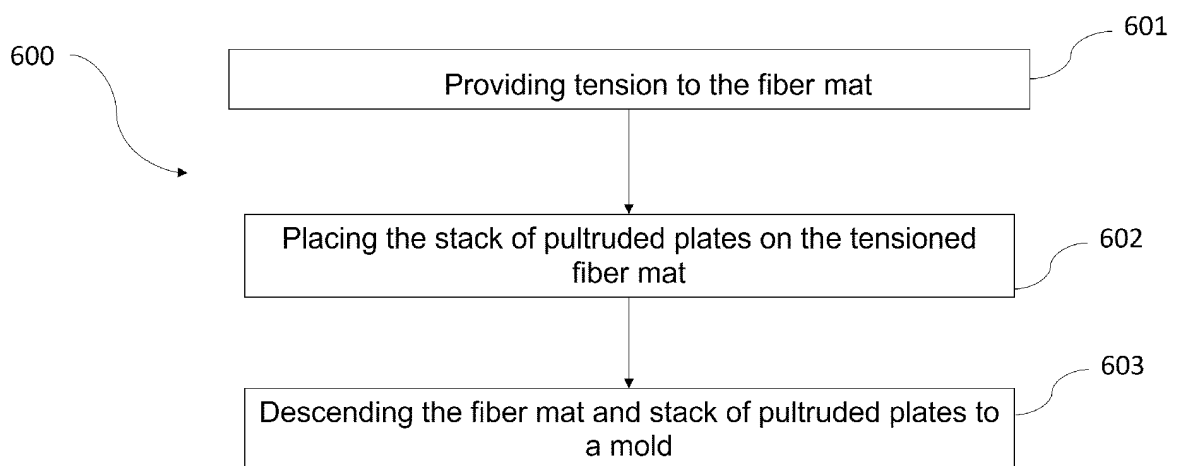 601
600
Providing tension to the fiber mat
Placing the stack of pultruded plates on the tensioned
fiber mat
602
603
Descending the fiber mat and stack of pultruded plates to
a mold